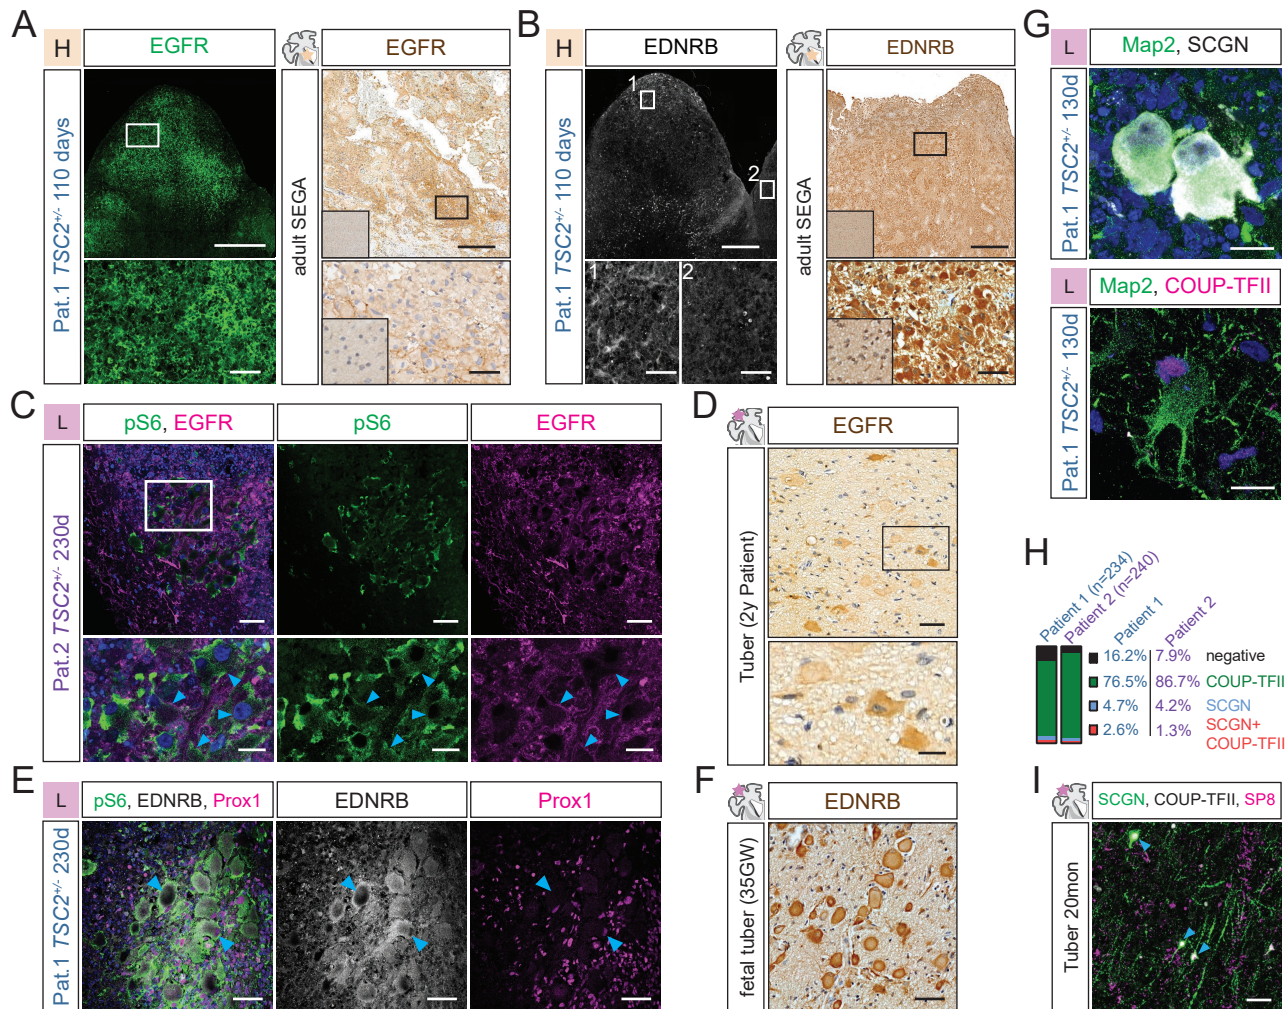 A
H
EGFR
EGFR
Pat.1 TSC2+/- 110 days
adult SEGA
B
H
EDNRB
EDNRB
Pat.1 TSC2+/- 110 days
1
2
1
2
adult SEGA
G
L
Map2, SCGN
Pat.1 TSC2+/- 130d
L
Map2, COUP-TFII
Pat.1 TSC2+/- 130d
C
L
pS6, EGFR
pS6
EGFR
Pat.2 TSC2+/- 230d
D
EGFR
Tuber (2y Patient)
H
Patient 1 (n=234)
Patient 2 (n=240)
Patient 1
Patient 2
16.2% 7.9% negative
76.5% 86.7% COUP-TFII
4.7% 4.2% SCGN
2.6% 1.3% SCGN+
COUP-TFII
E
L
pS6, EDNRB, Prox1
EDNRB
Prox1
Pat.1 TSC2+/- 230d
F
EDNRB
fetal tuber (35GW)
I
SCGN, COUP-TFII, SP8
Tuber 20mon